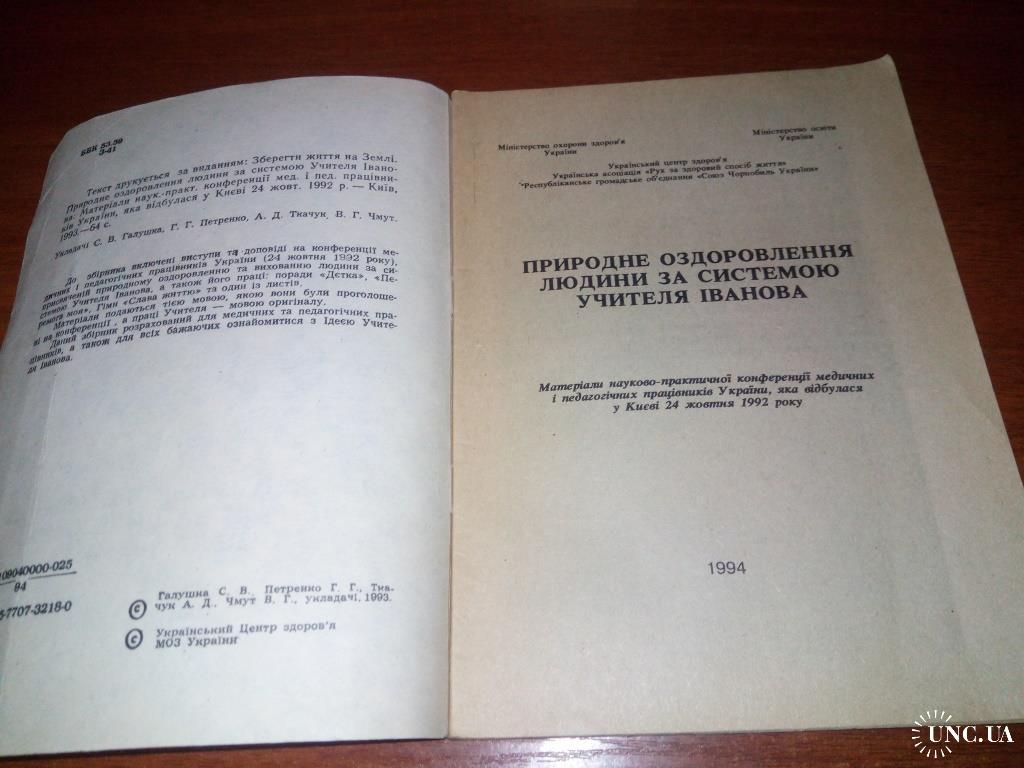 ББК 53.59
З-41
Текст друкується за виданням: Зберегти життя на Землі.
Природне оздоровлення людини за системою Учителя Івано-
ва. Матеріали наук.-практ. конференції мед. і пед. працівни-
ків України, яка відбулася у Києві 24 жовт. 1992 р. — Київ,
1993.—64 с.
Укладачі С. В. Галушка, Г. Г. Петренко, А. Д. Ткачук, В. Г. Чмут.
До збірника включені виступи та доповіді на конференції ме-
дичних і педагогічних працівників України (24 жовтня 1992 року),
присвяченій природному оздоровленню та вихованню людини за си-
стемою Учителя Іванова, а також його праці: поради «Дєтка», «Пе-
ремога моя», Гімн «Слава життю» та один із листів.
Матеріали подаються тією мовою, якою вони були проголоше-
ні на конференції, а праці Учителя — мовою оригіналу.
Даний збірник розрахований для медичних та педагогічних пра-
цівників, а також для всіх бажаючих ознайомитися з Ідеєю Учите-
ля Іванова.
09040000-025
94
5-7707-3218-0
© Галушка С. В., Петренко Г. Г., Тка-
чук А. Д., Чмут В. Г., укладачі, 1993.
© Український Центр здоров'я
МОЗ України
Міністерство охорони здоров'я
України
Міністерство освіти
України
Український центр здоров'я
Українська асоціація «Рух за здоровий спосіб життя»
Республіканське громадське об'єднання «Союз Чорнобиль України»
ПРИРОДНЕ ОЗДОРОВЛЕННЯ
ЛЮДИНИ ЗА СИСТЕМОЮ
УЧИТЕЛЯ ІВАНОВА
Матеріали науково-практичної конференції медичних
і педагогічних працівників України, яка відбулася
у Києві 24 жовтня 1992 року
1994
UNC.UA